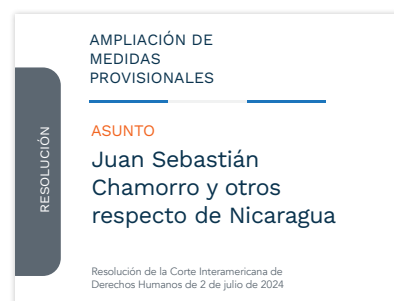 AMPLIACIÓN DE
MEDIDAS
PROVISIONALES
RESOLUCIÓN
ASUNTO
Juan Sebastián
Chamorro y otros
respecto de Nicaragua
Resolución de la Corte Interamericana de
Derechos Humanos de 2 de julio de 2024